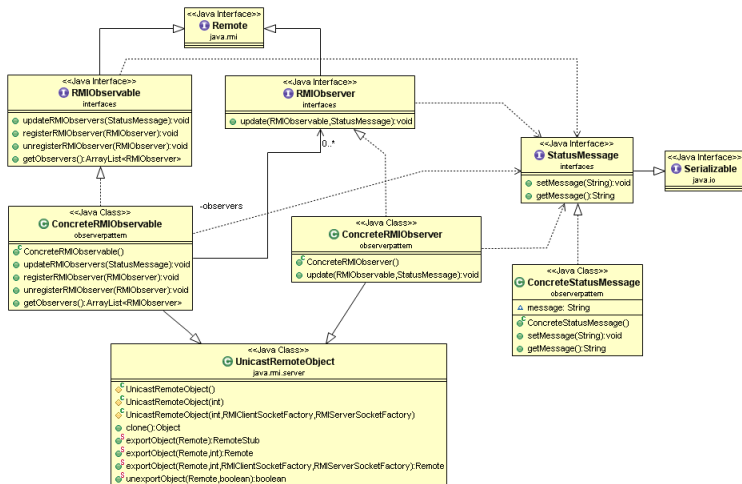 <<Java Interface>>
Remote
java.rmi
<<Java Interface>>
RMIObservable
interfaces
updateRMIObservers(StatusMessage):void
registerRMIObserver(RMIObserver):void
unregisterRMIObserver(RMIObserver):void
getObservers():ArrayList<RMIObserver>
<<Java Interface>>
RMIObserver
interfaces
update(RMIObservable,StatusMessage):void
0..*
<<Java Interface>>
StatusMessage
interfaces
setMessage(String):void
getMessage():String
<<Java Interface>>
Serializable
java.io
-observers
<<Java Class>>
ConcreteRMIObservable
observerpattern
ConcreteRMIObservable()
updateRMIObservers(StatusMessage):void
registerRMIObserver(RMIObserver):void
unregisterRMIObserver(RMIObserver):void
getObservers():ArrayList<RMIObserver>
<<Java Class>>
ConcreteRMIObserver
observerpattern
ConcreteRMIObserver()
update(RMIObservable,StatusMessage):void
<<Java Class>>
ConcreteStatusMessage
observerpattern
message: String
ConcreteStatusMessage()
setMessage(String):void
getMessage():String
<<Java Class>>
UnicastRemoteObject
java.rmi.server
UnicastRemoteObject()
UnicastRemoteObject(int)
UnicastRemoteObject(int,RMIClientSocketFactory,RMIServerSocketFactory)
clone():Object
exportObject(Remote):RemoteStub
exportObject(Remote,int):Remote
exportObject(Remote,int,RMIClientSocketFactory,RMIServerSocketFactory):Remote
unexportObject(Remote,boolean):boolean